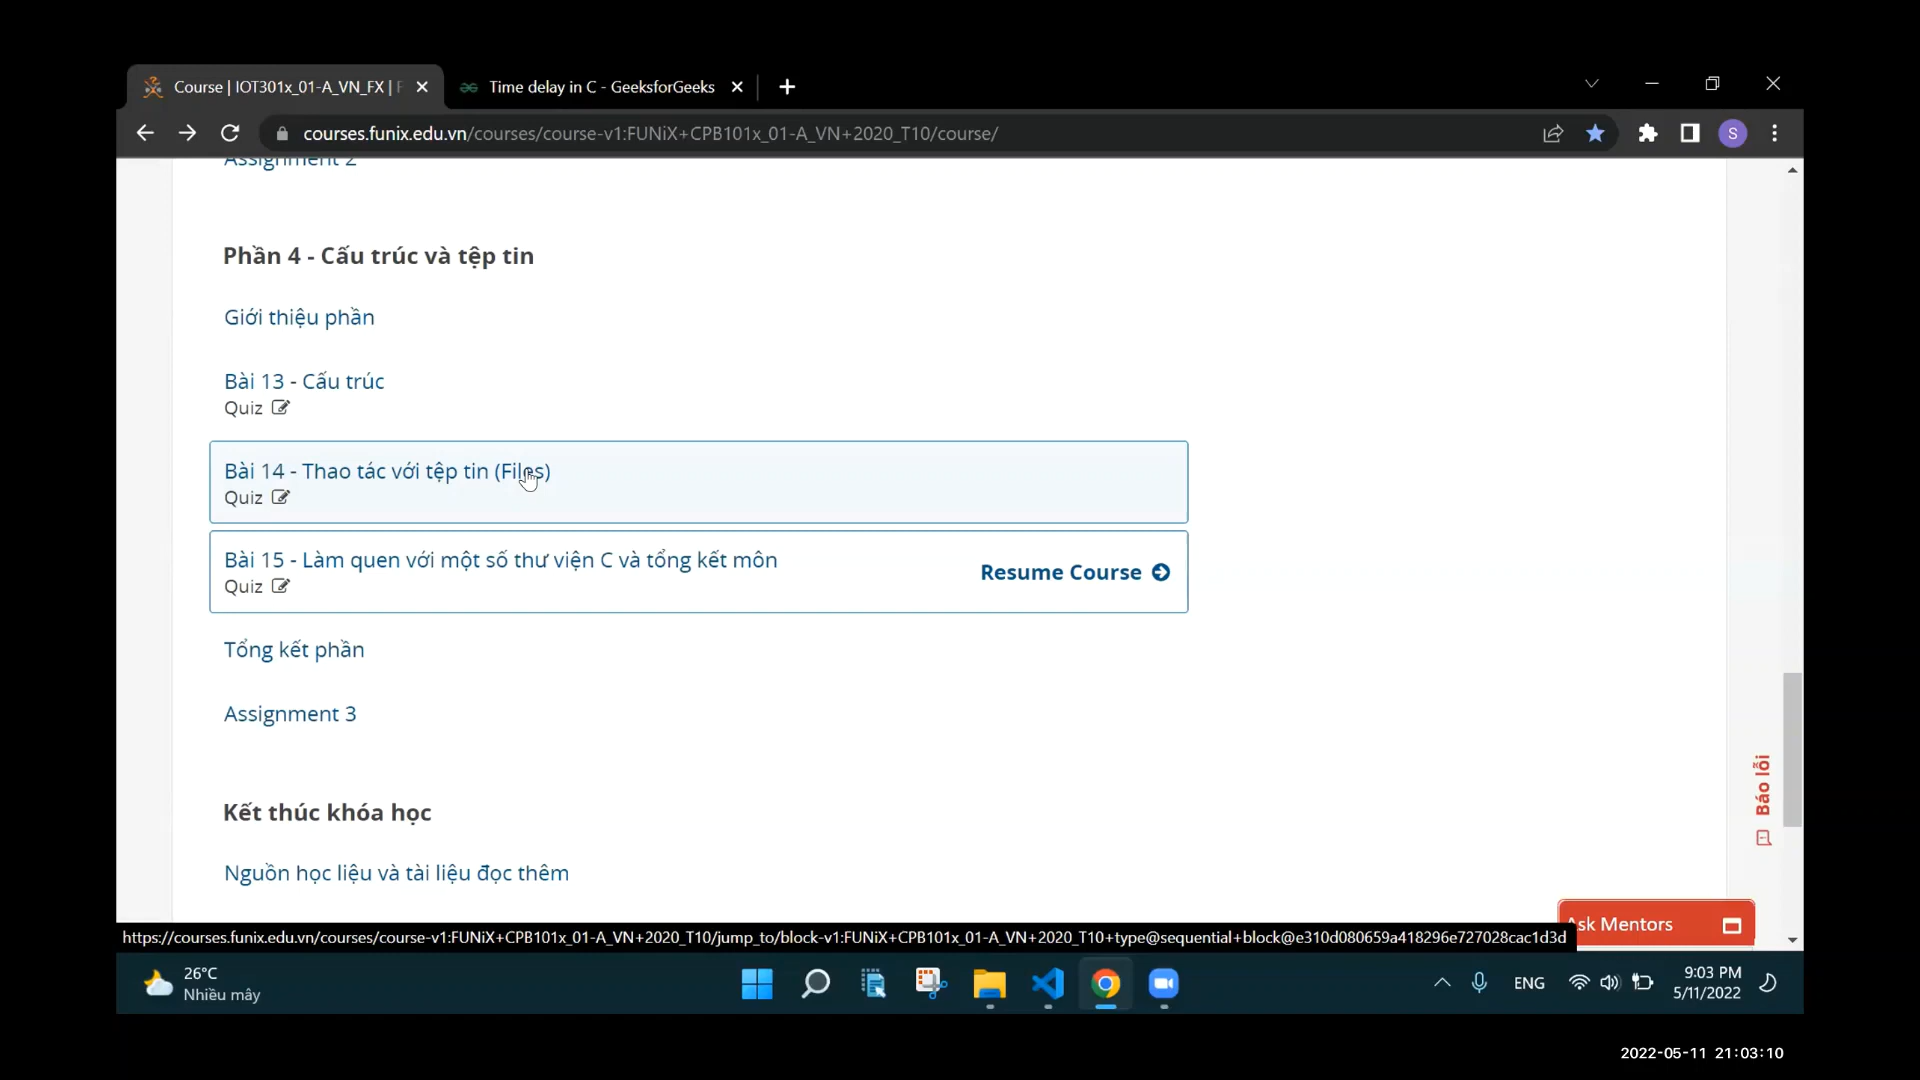 Course | IOT301x_01-A_VN_FX | F
Time delay in C - GeeksforGeeks
courses.funix.edu.vn/courses/course-v1:FUNiX+CPB101x_01-A_VN+2020_T10/course/
S
Assignment 2
Phần 4 - Cấu trúc và tệp tin
Giới thiệu phần
Bài 13 - Cấu trúc
Quiz
Bài 14 - Thao tác với tệp tin (Files)
Quiz
Bài 15 - Làm quen với một số thư viện C và tổng kết môn
Resume Course
Quiz
Tổng kết phần
Assignment 3
Báo lỗi
Kết thúc khóa học
Nguồn học liệu và tài liệu đọc thêm
Ask Mentors
https://courses.funix.edu.vn/courses/course-v1:FUNiX+CPB101x_01-A_VN+2020_T10/jump_to/block-v1:FUNiX+CPB101x_01-A_VN+2020_T10+type@sequential+block@e310d080659a418296e727028cac1d3d
26°C
Nhiều mây
ENG
9:03 PM
5/11/2022
2022-05-11 21:03:10